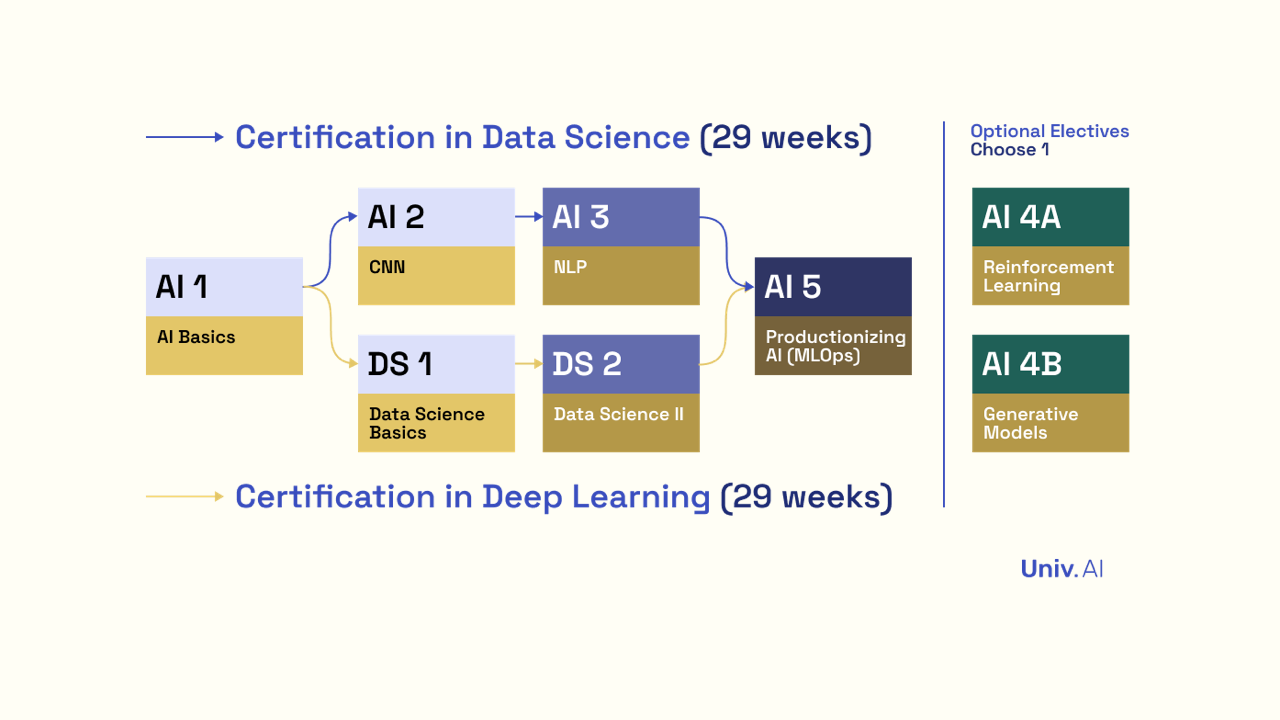 Certification in Data Science (29 weeks)
AI 1
AI Basics
AI 2
CNN
AI 3
NLP
DS 1
Data Science
Basics
DS 2
Data Science II
AI 5
Productionizing
AI (MLOps)
Certification in Deep Learning (29 weeks)
Optional Electives
Choose 1
AI 4A
Reinforcement
Learning
AI 4B
Generative
Models
Univ.AI